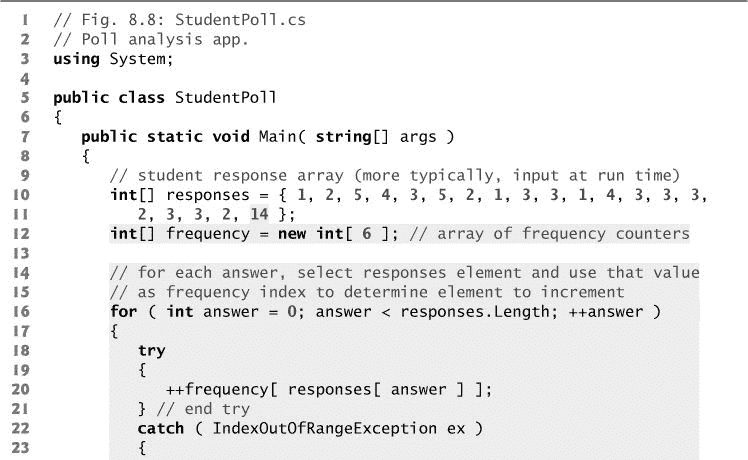 1 // Fig. 8.8: StudentPoll.cs
2 // Poll analysis app.
3 using System;
4
5 public class StudentPoll
6 {
7 public static void Main( string[] args )
8 {
9 // student response array (more typically, input at run time)
10 int[] responses = { 1, 2, 5, 4, 3, 5, 2, 1, 3, 3, 1, 4, 3, 3, 3,
11 2, 3, 3, 2, 14 };
12 int[] frequency = new int[ 6 ]; // array of frequency counters
13
14 // for each answer, select responses element and use that value
15 // as frequency index to determine element to increment
16 for ( int answer = 0; answer < responses.Length; ++answer )
17 {
18 try
19 {
20 ++frequency[ responses[ answer ] ];
21 } // end try
22 catch ( IndexOutOfRangeException ex )
23 {